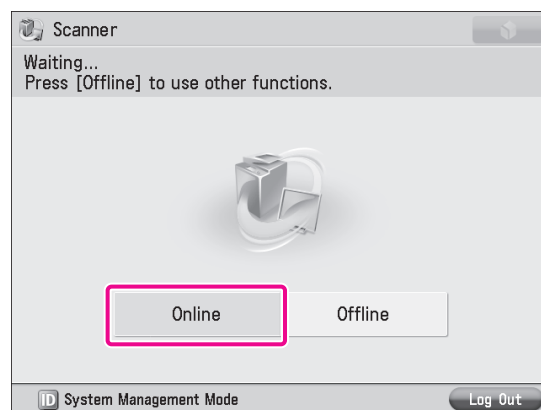 Scanner
Waiting...
Press [Offline] to use other functions.
Online Offline
ID System Management Mode Log Out